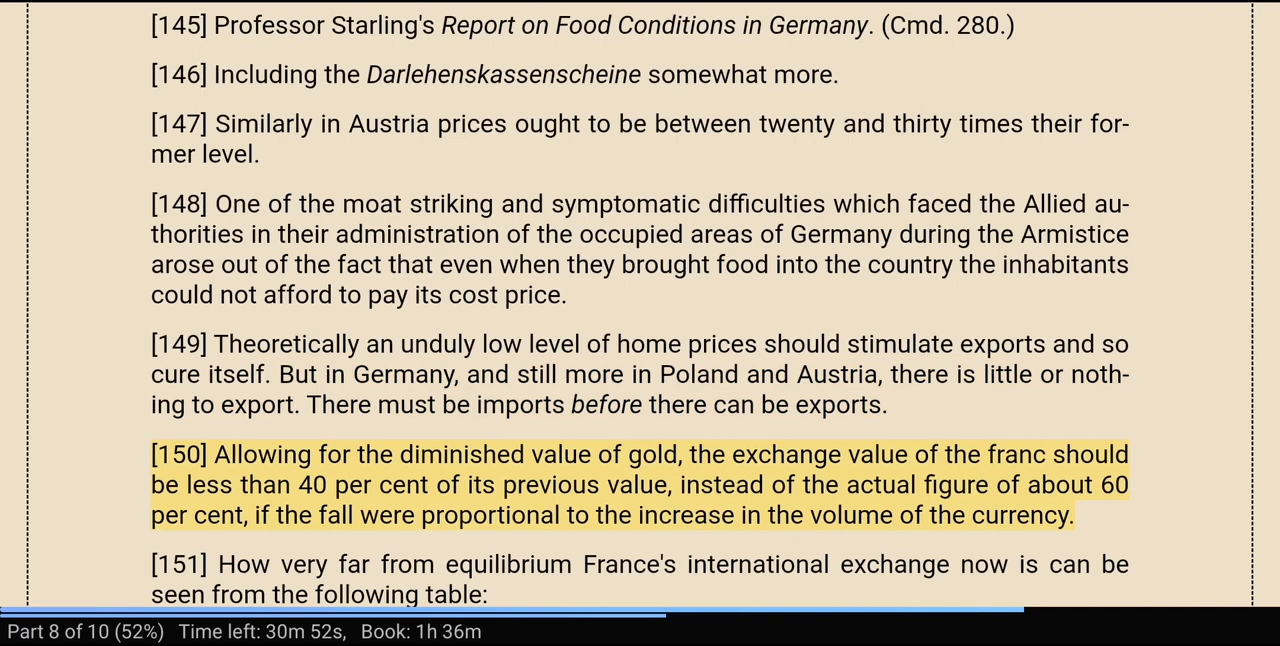 [145] Professor Starling's Report on Food Conditions in Germany. (Cmd. 280.)
[146] Including the Darlehenskassenscheine somewhat more.
[147] Similarly in Austria prices ought to be between twenty and thirty times their for-
mer level.
[148] One of the moat striking and symptomatic difficulties which faced the Allied au-
thorities in their administration of the occupied areas of Germany during the Armistice
arose out of the fact that even when they brought food into the country the inhabitants
could not afford to pay its cost price.
[149] Theoretically an unduly low level of home prices should stimulate exports and so
cure itself. But in Germany, and still more in Poland and Austria, there is little or noth-
ing to export. There must be imports before there can be exports.
[150] Allowing for the diminished value of gold, the exchange value of the franc should
be less than 40 per cent of its previous value, instead of the actual figure of about 60
per cent, if the fall were proportional to the increase in the volume of the currency.
[151] How very far from equilibrium France's international exchange now is can be
seen from the following table:
Part 8 of 10 (52%) Time left: 30m 52s, Book: 1h 36m